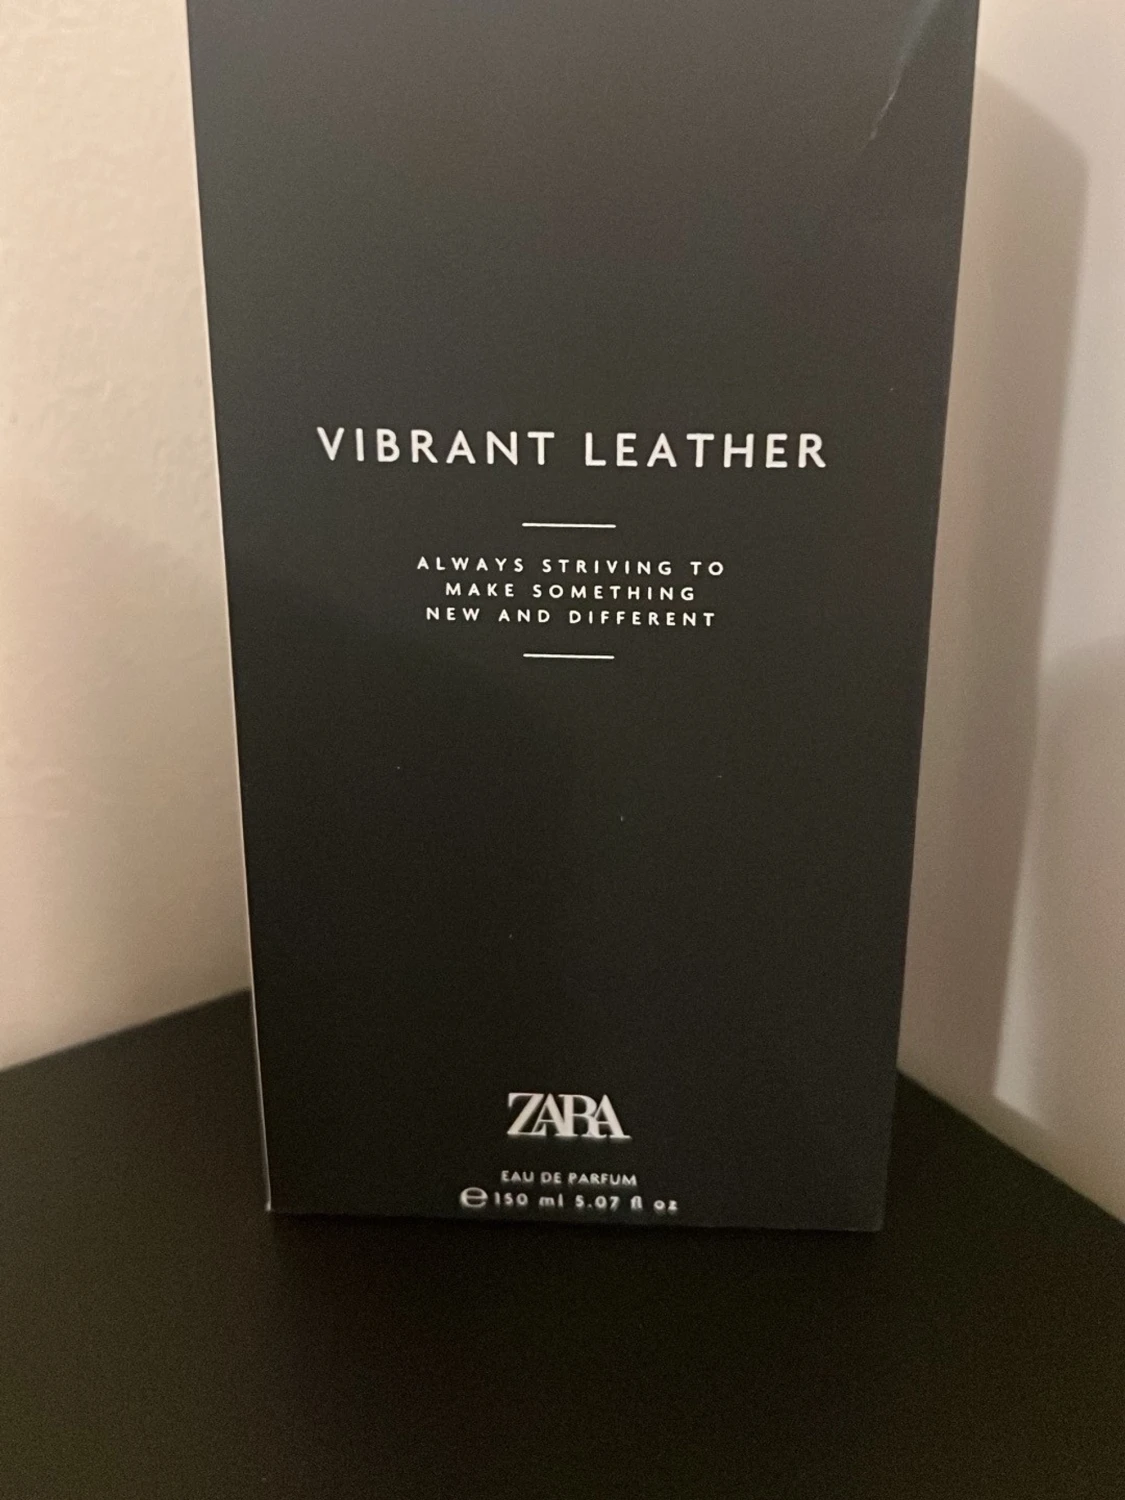 VIBRANT LEATHER
ALWAYS STRIVING TO
MAKE SOMETHING
NEW AND DIFFERENT
ZARA
EAU DE PARFUM
℮150 ml 5.07 fl oz